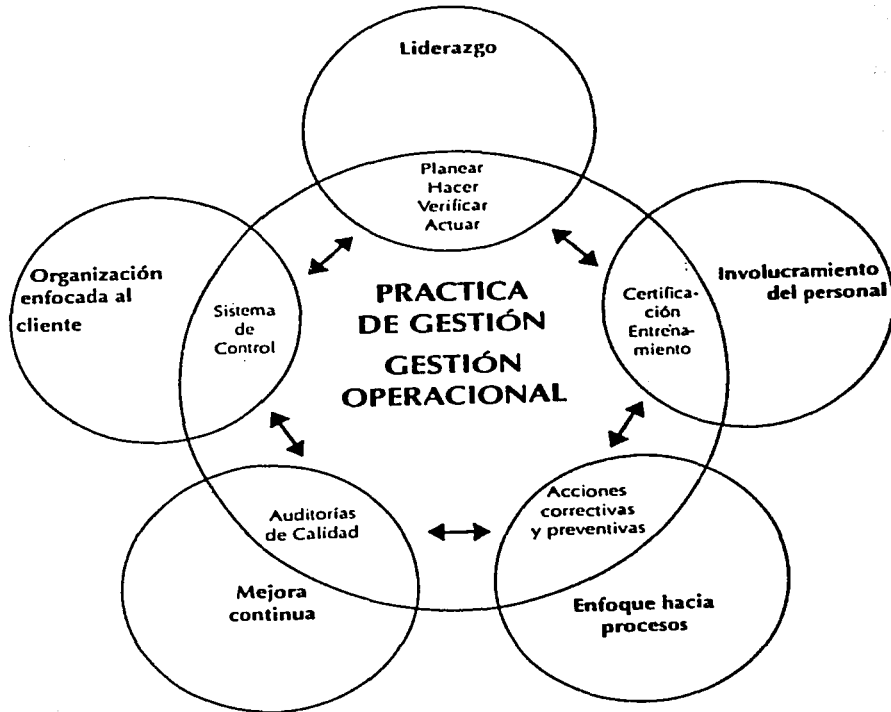 Liderazgo
Planear
Hacer
Verificar
Actuar
Organización
enfocada al
cliente
Sistema
de
Control
PRACTICA
DE GESTIÓN
GESTIÓN
OPERACIONAL
Certifica-
ción
Entrena-
miento
Involucramiento
del personal
Auditorías
de Calidad
Mejora
continua
Acciones
correctivas
y preventivas
Enfoque hacia
procesos